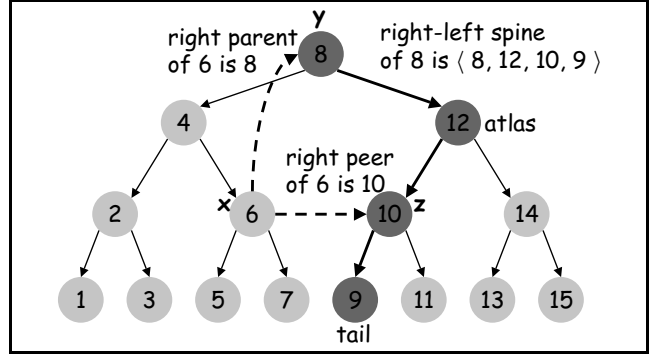 y
right parent
of 6 is 8
8
right-left spine
of 8 is ⟨ 8, 12, 10, 9 ⟩
4
12 atlas
right peer
of 6 is 10
2
x 6
10 z
14
1 3 5 7 9 11 13 15
tail